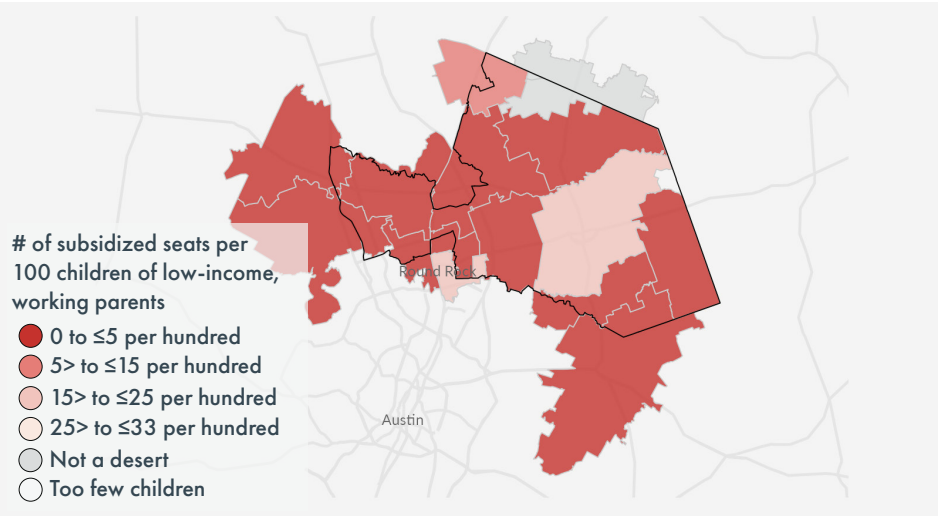 # of subsidized seats per
100 children of low-income,
working parents
0 to ≤5 per hundred
5> to ≤15 per hundred
15> to ≤25 per hundred
25> to ≤33 per hundred
Not a desert
Too few children
Round Rock
Austin